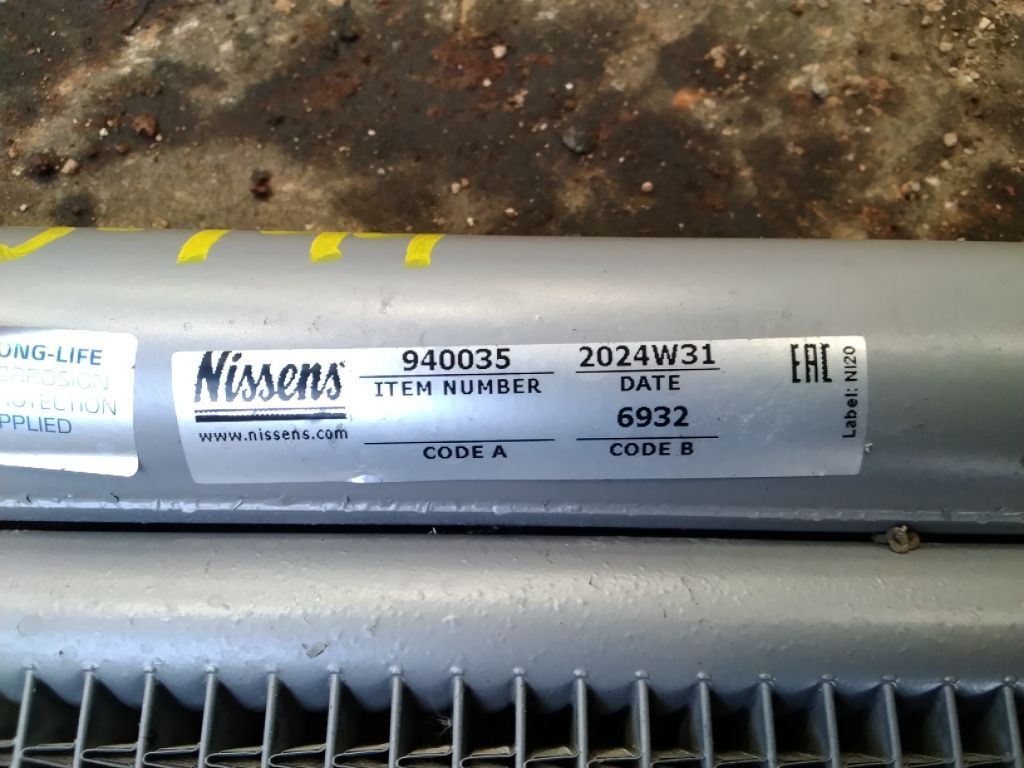 ONG-LIFE
ORROSION
ROTECTION
PPLIED
Nissens
www.nissens.com
940035
ITEM NUMBER
CODE A
2024W31
DATE
6932
CODE B
EAC
Label: NI20